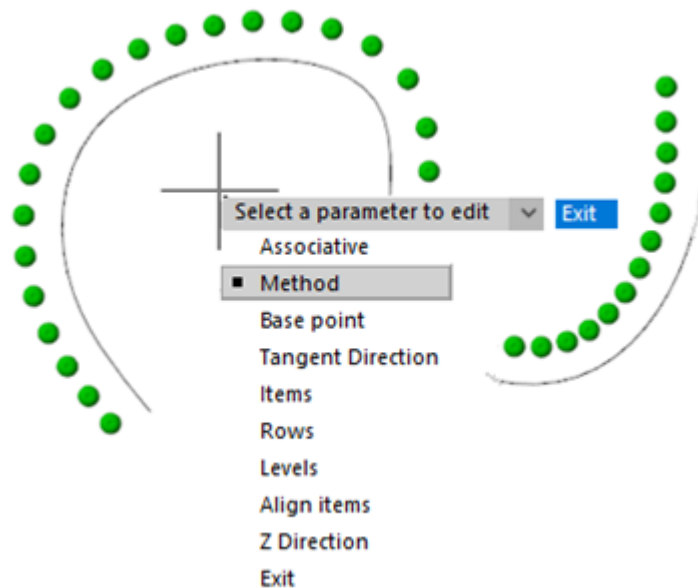 Select a parameter to edit Exit
Associative
Method
Base point
Tangent Direction
Items
Rows
Levels
Align items
Z Direction
Exit